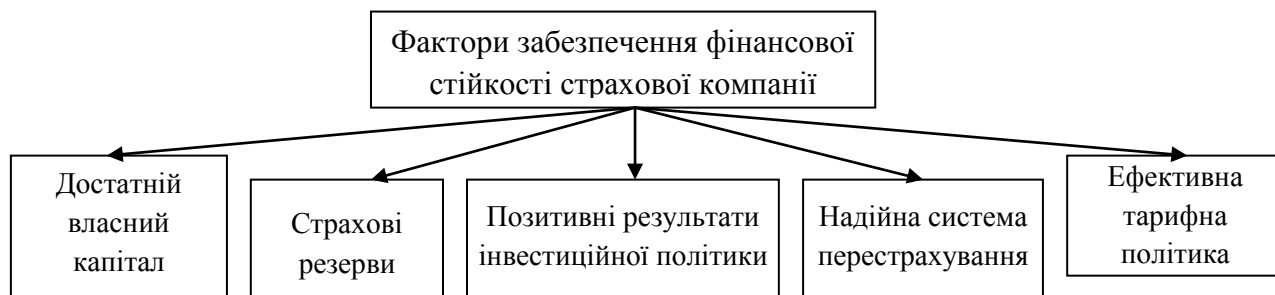 Фактори забезпечення фінансової
стійкості страхової компанії
Достатній
власний
капітал
Страхові
резерви
Позитивні результати
інвестиційної політики
Надійна система
перестрахування
Ефективна
тарифна
політика